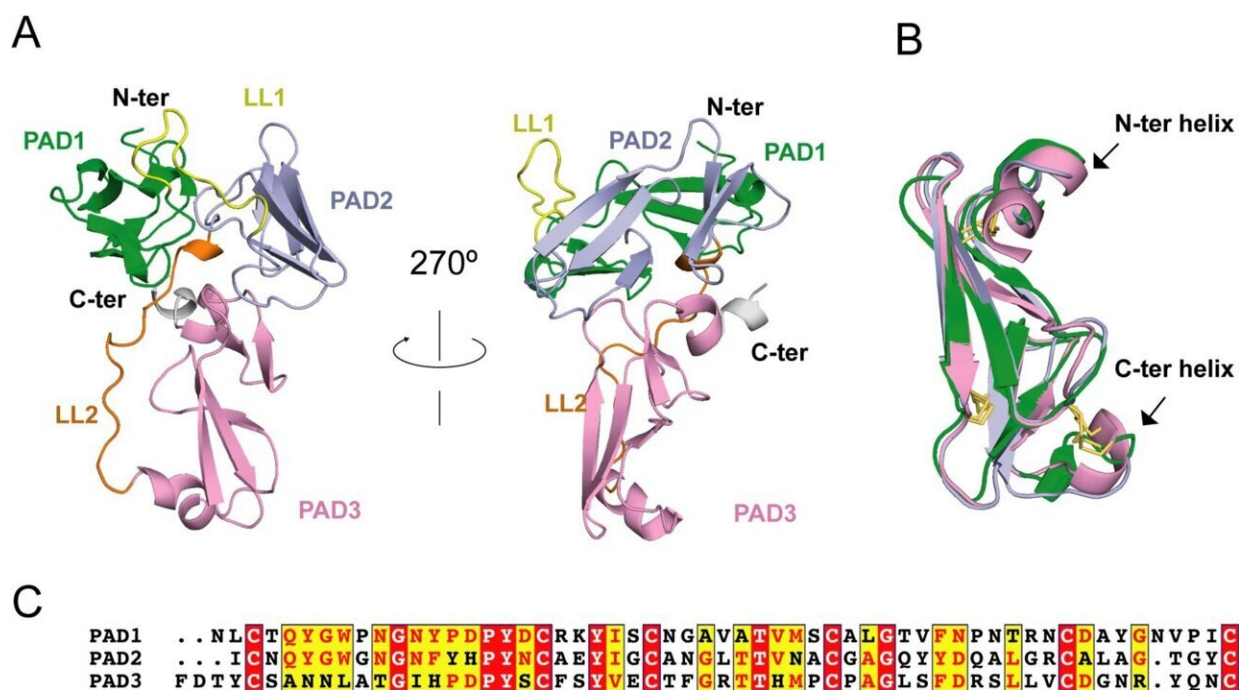 A
B
N-ter
LL1
PAD1
PAD2
C-ter
LL2
PAD3
270º
N-ter
LL1
PAD2
PAD1
C-ter
LL2
PAD3
N-ter helix
C-ter helix
C
PAD1 ..NLCTQYGWPNGNYPDPYDCRKYISCNGAVATVMSCALGTVFNPNTRNCDAYGNVPIC
PAD2 ...ICNQYGWGNGNFYHPYNCAEYIGCANGLTTVNACGAGQYYDQALGRCALAG.TGYC
PAD3 FDTYCSANNLATGIHPDPYSCFSYVECTFGRTTHMPCPAGLSFDRSLLVCDGNR.YQNC